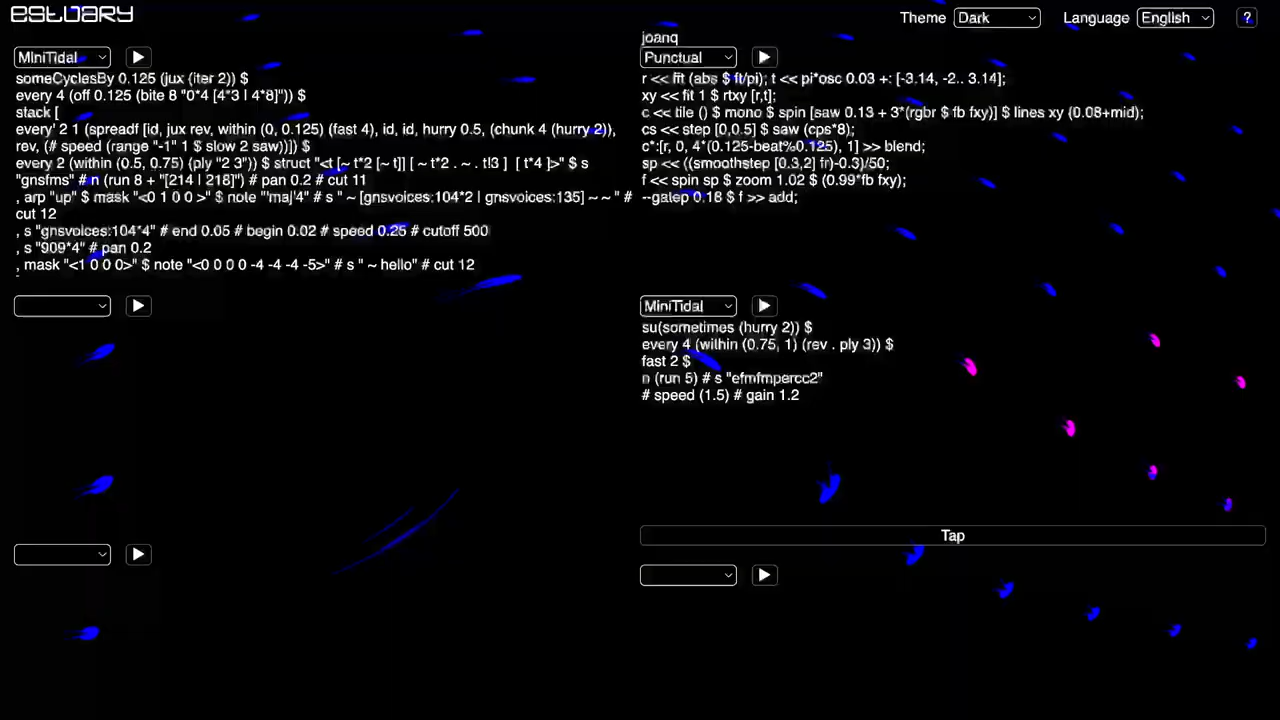 estuary
Theme Dark Language English ?
MiniTidal
someCyclesBy 0.125 (jux (iter 2)) $
every 4 (off 0.125 (bite 8 "0*4 [4*3 | 4*8]")) $
stack [
every' 2 1 (spreadf [id, jux rev, within (0, 0.125) (fast 4), id, id, hurry 0.5, (chunk 4 (hurry 2)),
rev, (# speed (range "-1" 1 $ slow 2 saw))]) $
every 2 (within (0.5, 0.75) (ply "2 3")) $ struct "<t [~ t*2 [~ t]] [ ~ t*2 . ~ . t!3 ] [ t*4 ]>" $ s
"gnsfms" # n (run 8 + "[214 | 218]") # pan 0.2 # cut 11
, arp "up" $ mask "<0 1 0 0 >" $ note "'maj'4" # s " ~ [gnsvoices:104*2 | gnsvoices:135] ~ ~ " #
cut 12
, s "gnsvoices:104*4" # end 0.05 # begin 0.02 # speed 0.25 # cutoff 500
, s "909*4" # pan 0.2
, mask "<1 0 0 0>" $ note "<0 0 0 0 -4 -4 -4 -5>" # s " ~ hello" # cut 12
joanq
Punctual
r << fit (abs $ ft/pi); t << pi*osc 0.03 +: [-3.14, -2.. 3.14];
xy << fit 1 $ rtxy [r,t];
c << tile () $ mono $ spin [saw 0.13 + 3*(rgbr $ fb fxy)] $ lines xy (0.08+mid);
cs << step [0,0.5] $ saw (cps*8);
c*:[r, 0, 4*(0.125-beat%0.125), 1] >> blend;
sp << ((smoothstep [0.3,2] fr)-0.3)/50;
f << spin sp $ zoom 1.02 $ (0.99*fb fxy);
--gatep 0.18 $ f >> add;
MiniTidal
su(sometimes (hurry 2)) $
every 4 (within (0.75, 1) (rev . ply 3)) $
fast 2 $
n (run 5) # s "efmfmpercc2"
# speed (1.5) # gain 1.2
Tap